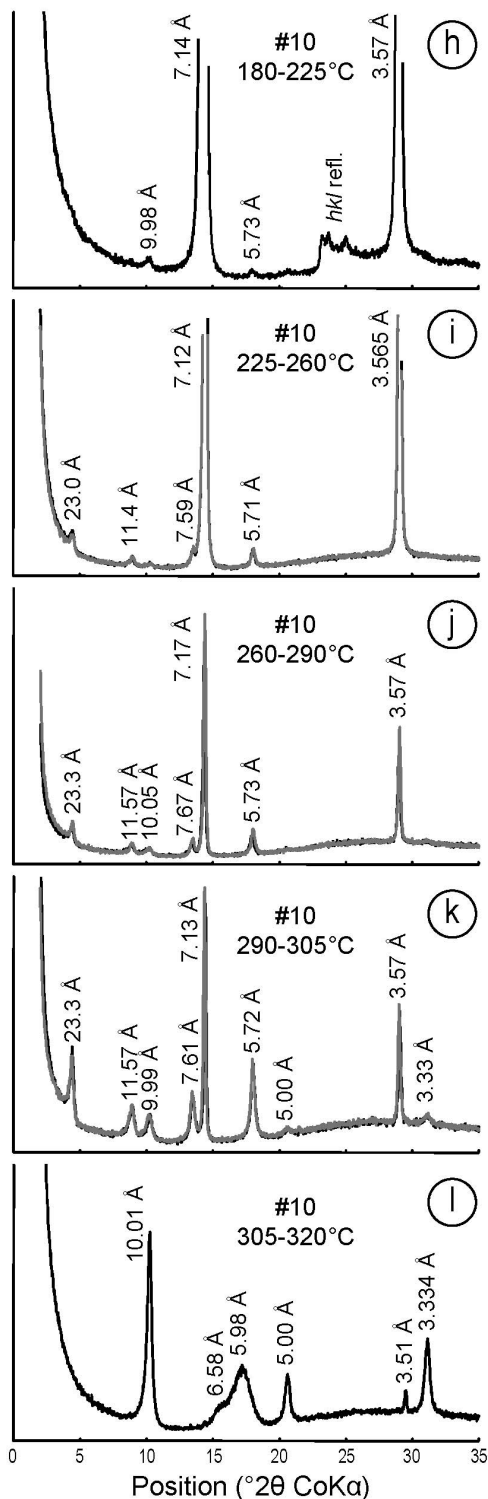 #10
180-225°C
h
9.98 Å
7.14 Å
5.73 Å
hkl refl.
3.57 Å
#10
225-260°C
i
23.0 Å
11.4 Å
7.59 Å
7.12 Å
5.71 Å
3.565 Å
#10
260-290°C
j
23.3 Å
11.57 Å
10.05 Å
7.67 Å
7.17 Å
5.73 Å
3.57 Å
#10
290-305°C
k
23.3 Å
11.57 Å
9.99 Å
7.61 Å
7.13 Å
5.72 Å
5.00 Å
3.57 Å
3.33 Å
#10
305-320°C
l
10.01 Å
6.58 Å
5.98 Å
5.00 Å
3.51 Å
3.334 Å
0 5 10 15 20 25 30 35
Position (°2θ CoKα)